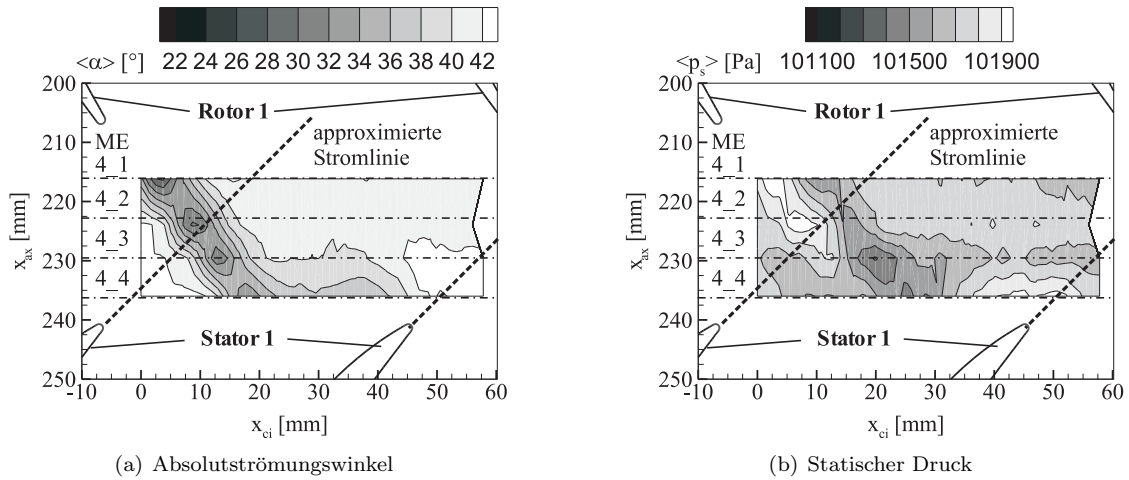 <α> [°] 22 24 26 28 30 32 34 36 38 40 42
200
210
220
230
240
250
x_ax [mm]
Rotor 1
approximierte
Stromlinie
ME
4_1
4_2
4_3
4_4
Stator 1
-10 0 10 20 30 40 50 60
x_ci [mm]
(a) Absolutströmungswinkel
<p_s> [Pa] 101100 101500 101900
200
210
220
230
240
250
x_ax [mm]
Rotor 1
approximierte
Stromlinie
ME
4_1
4_2
4_3
4_4
Stator 1
-10 0 10 20 30 40 50 60
x_ci [mm]
(b) Statischer Druck